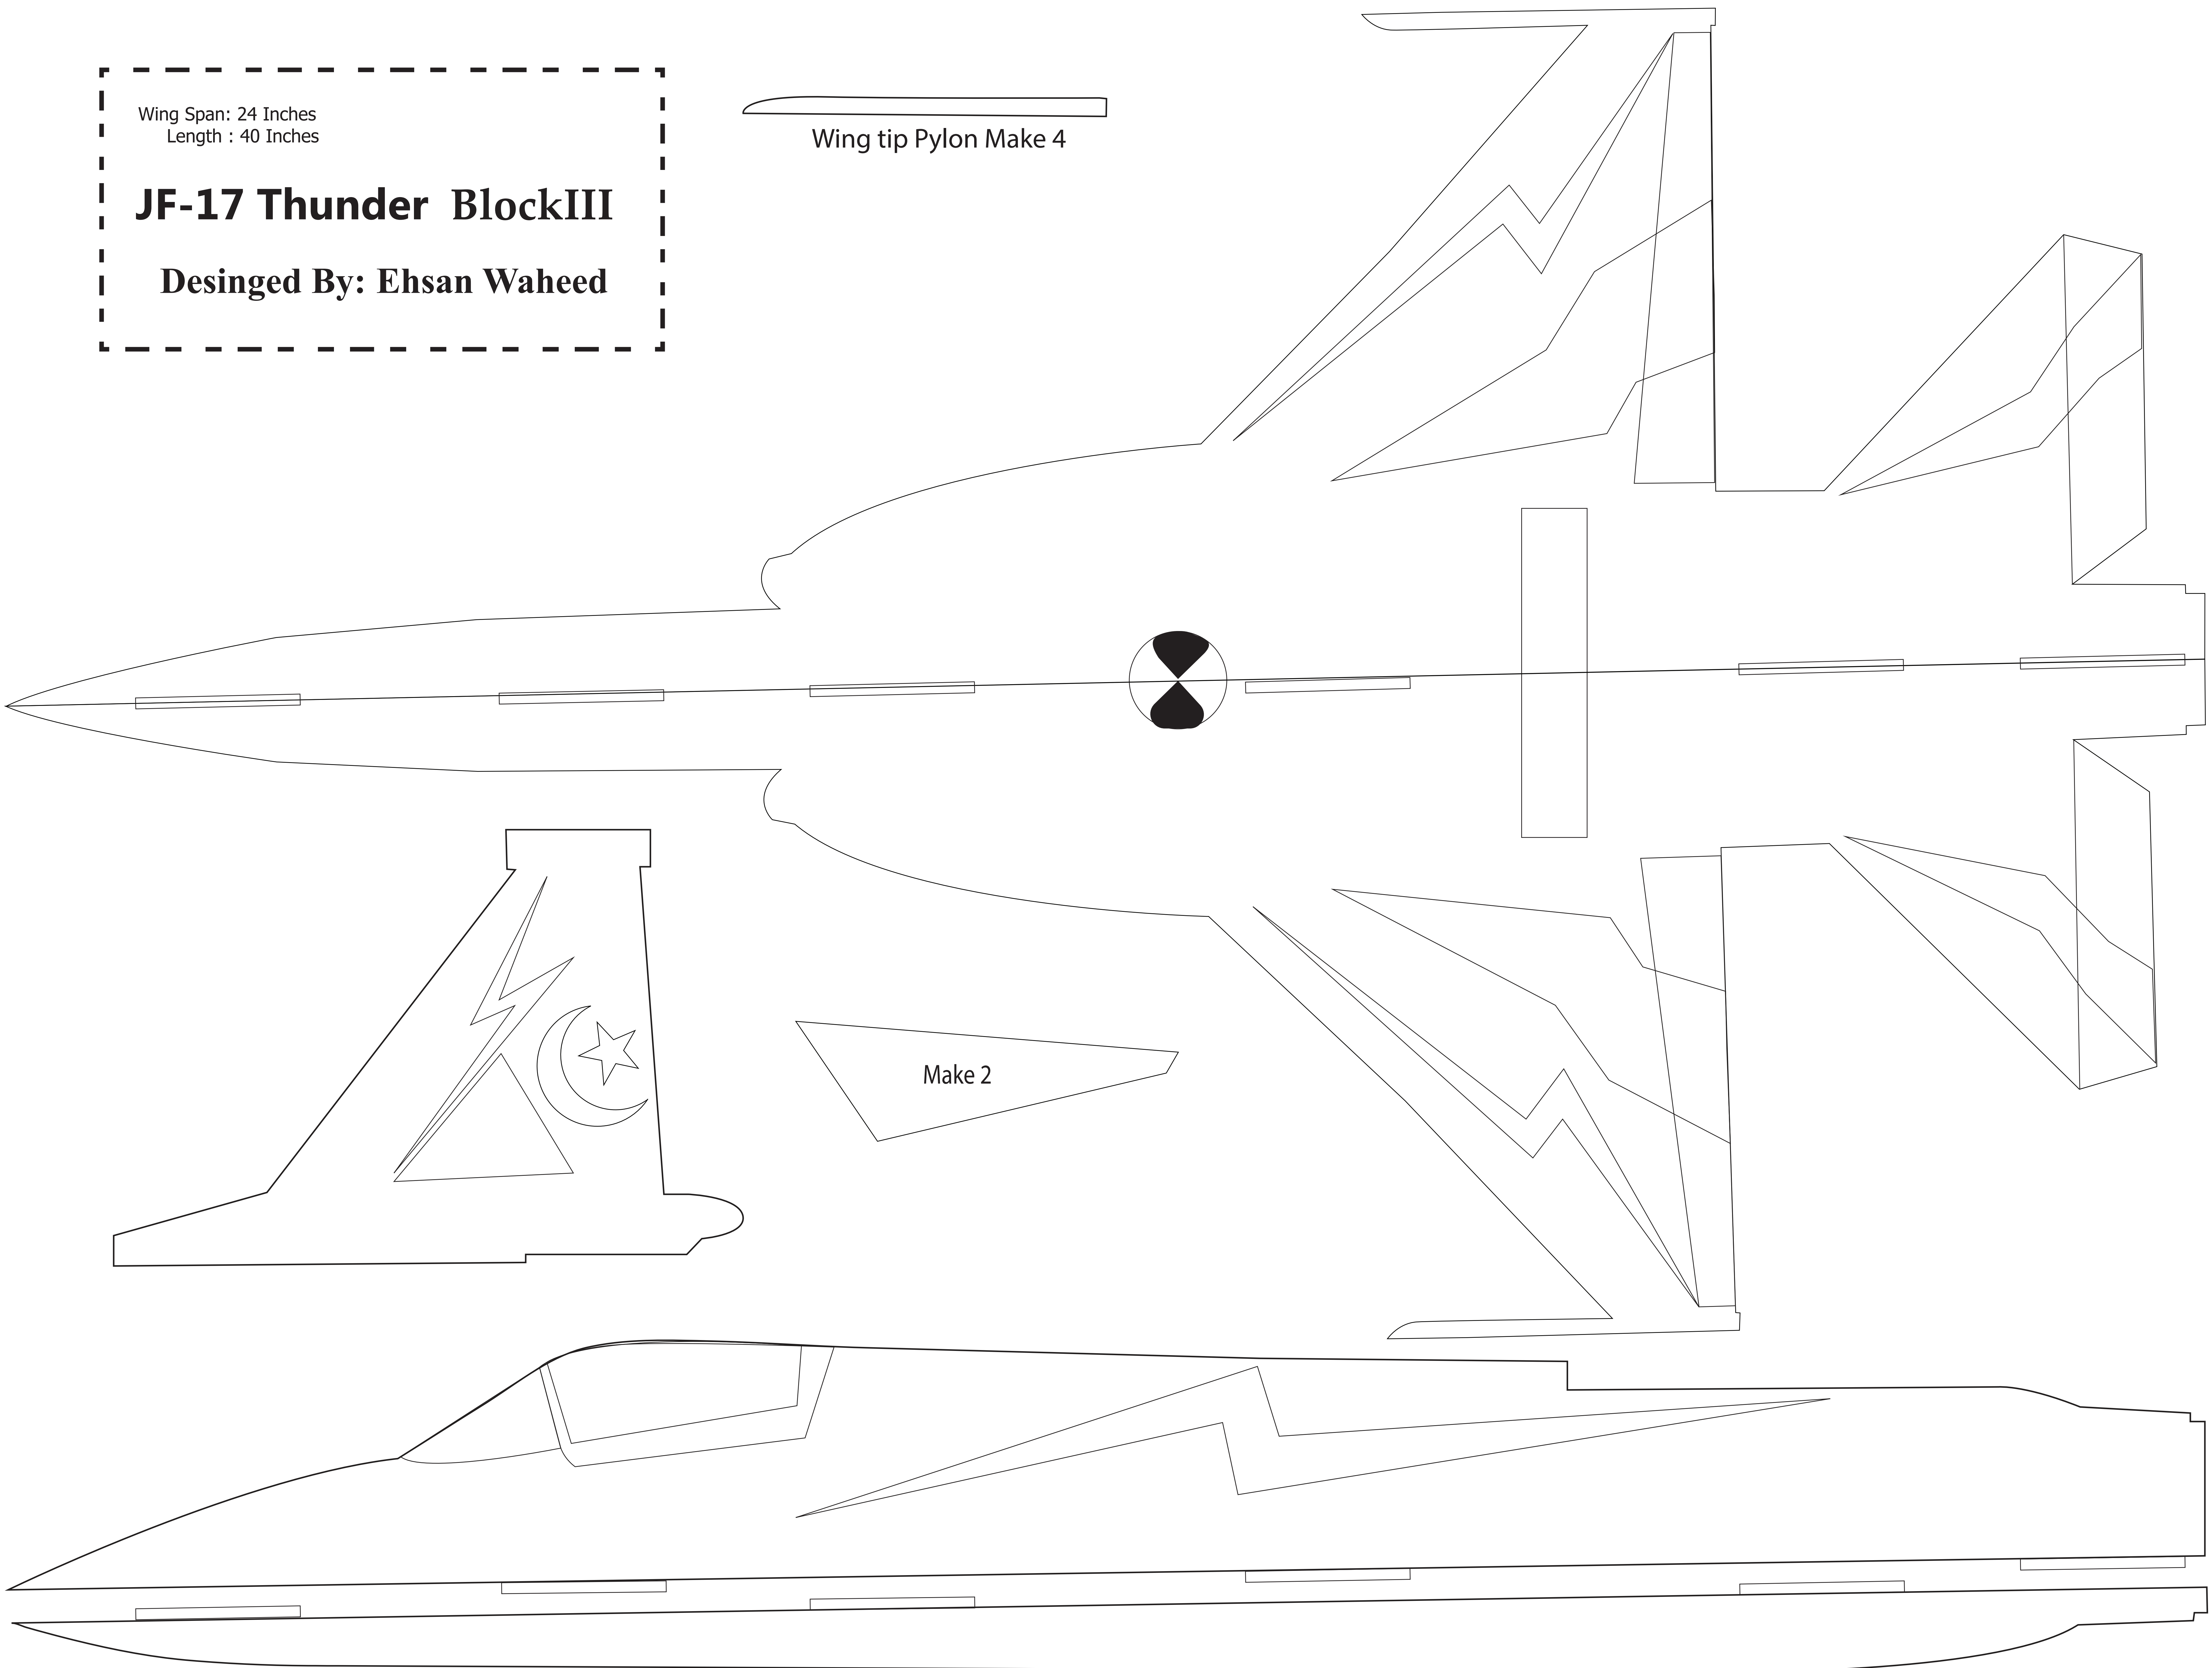 Wing Span: 24 Inches
Length : 40 Inches
JF-17 Thunder BlockIII
Desinged By: Ehsan Waheed
Wing tip Pylon Make 4
Make 2